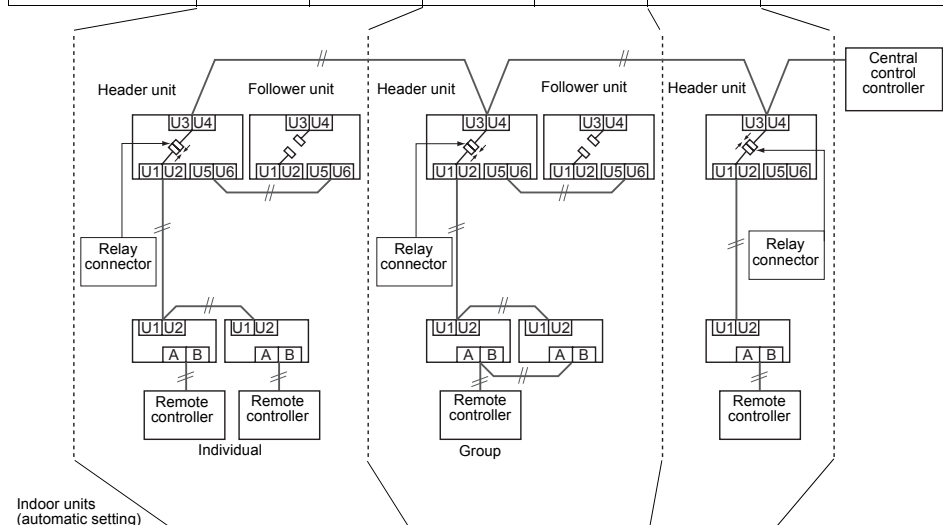 Central
control
controller
Header unit Follower unit Header unit Follower unit Header unit
U3 U4 U3 U4 U3 U4 U3 U4 U3 U4
U1 U2 U5 U6 U1 U2 U5 U6 U1 U2 U5 U6 U1 U2 U5 U6 U1 U2 U5 U6
Relay
connector
Relay
connector
Relay
connector
U1 U2 U1 U2 U1 U2 U1 U2 U1 U2
A B A B A B A B A B
Remote
controller
Remote
controller
Remote
controller
Remote
controller
Individual Group
Indoor units
(automatic setting)